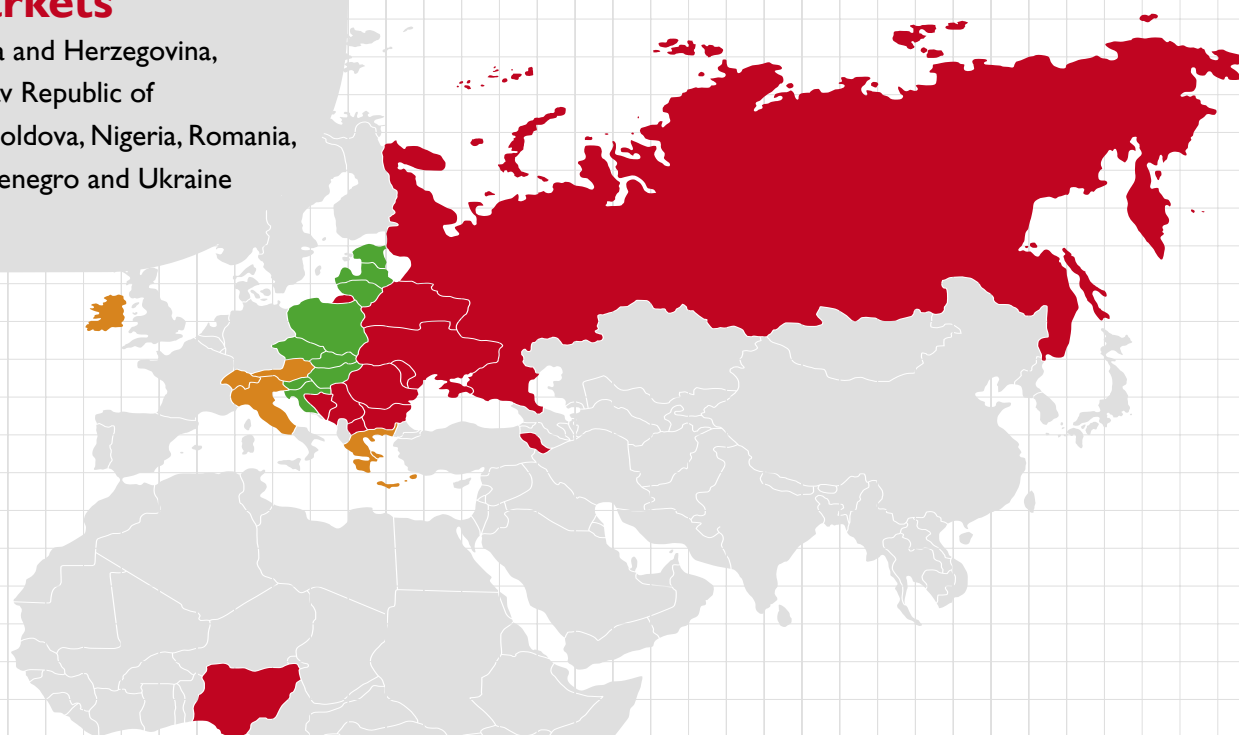 rkets
a and Herzegovina,
v Republic of
oldova, Nigeria, Romania,
enegro and Ukraine